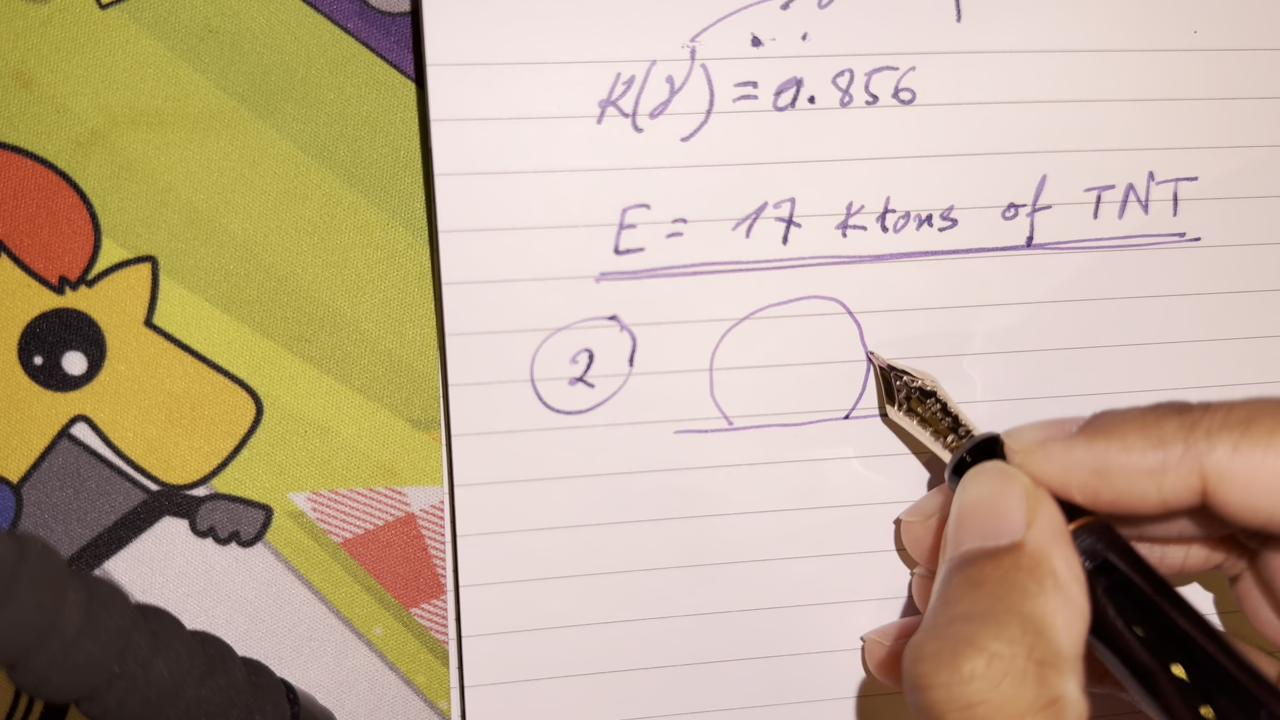 K(γ) = 0.856
E = 17 Ktons of TNT
2